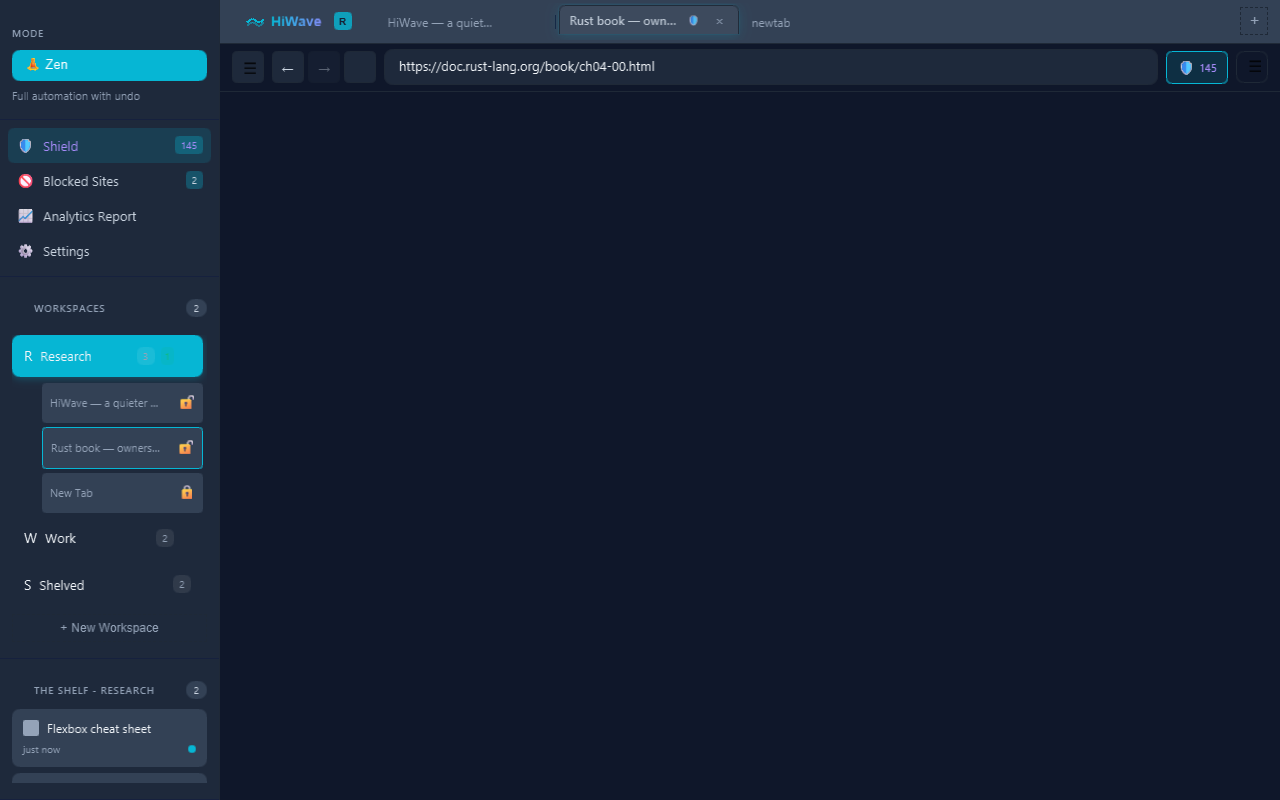 MODE
Zen
Full automation with undo
Shield 145
Blocked Sites 2
Analytics Report
Settings
WORKSPACES 2
R Research
HiWave — a quieter ...
Rust book — owners...
New Tab
W Work 2
S Shelved 2
+ New Workspace
THE SHELF - RESEARCH 2
Flexbox cheat sheet
just now
HiWave R
HiWave — a quiet...
Rust book — own... ×
newtab
+
☰ ← →
https://doc.rust-lang.org/book/ch04-00.html
145
☰